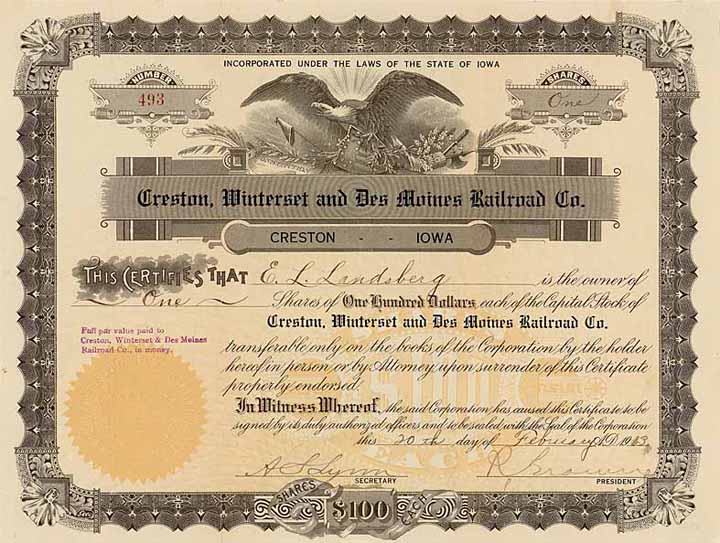 INCORPORATED UNDER THE LAWS OF THE STATE OF IOWA
NUMBER
493
SHARES
One
Creston, Winterset and Des Moines Railroad Co.
CRESTON - - IOWA
THIS CERTIFIES THAT E. L. Landsberg is the owner of
One Shares of One Hundred Dollars each of the Capital Stock of
Creston, Winterset and Des Moines Railroad Co.
Full par value paid to
Creston, Winterset & Des Moines
Railroad Co., in money.
transferable only on the books of the Corporation by the holder
hereof in person or by Attorney upon surrender of this Certificate
properly endorsed.
In Witness Whereof, the said Corporation has caused this Certificate to be
signed by its duly authorized officers and to be sealed with the Seal of the Corporation
this 20th day of February A.D. 1913.
A S Lynn
R Brown
SECRETARY
PRESIDENT
SHARES $100 EACH